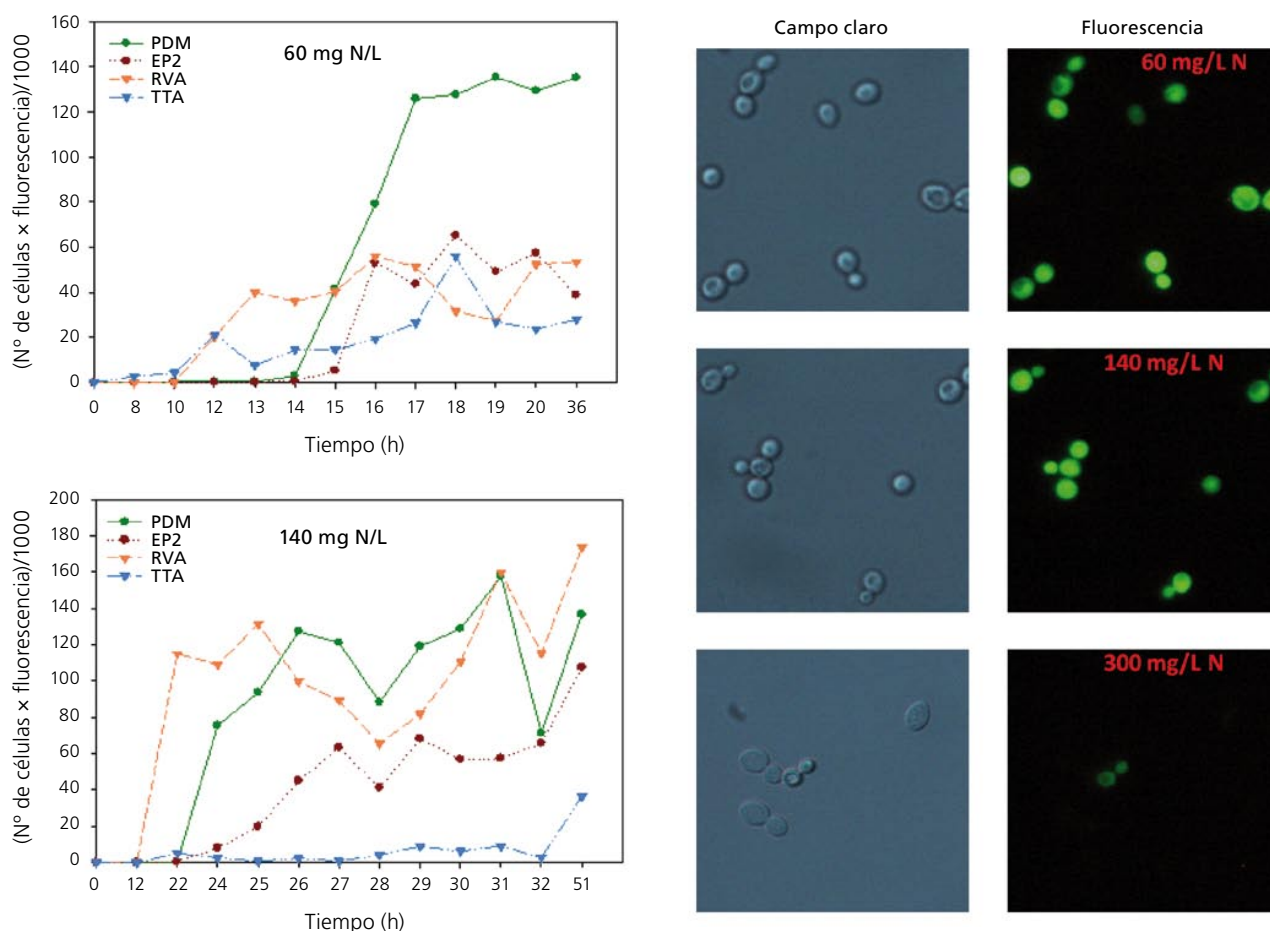 160
140
120
100
80
60
40
20
0
(Nº de células × fluorescencia)/1000
PDM
EP2
RVA
TTA
60 mg N/L
0 8 10 12 13 14 15 16 17 18 19 20 36
Tiempo (h)
200
180
160
140
120
100
80
60
40
20
0
(Nº de células × fluorescencia)/1000
PDM
EP2
RVA
TTA
140 mg N/L
0 12 22 24 25 26 27 28 29 30 31 32 51
Tiempo (h)
Campo claro
Fluorescencia
60 mg/L N
140 mg/L N
300 mg/L N